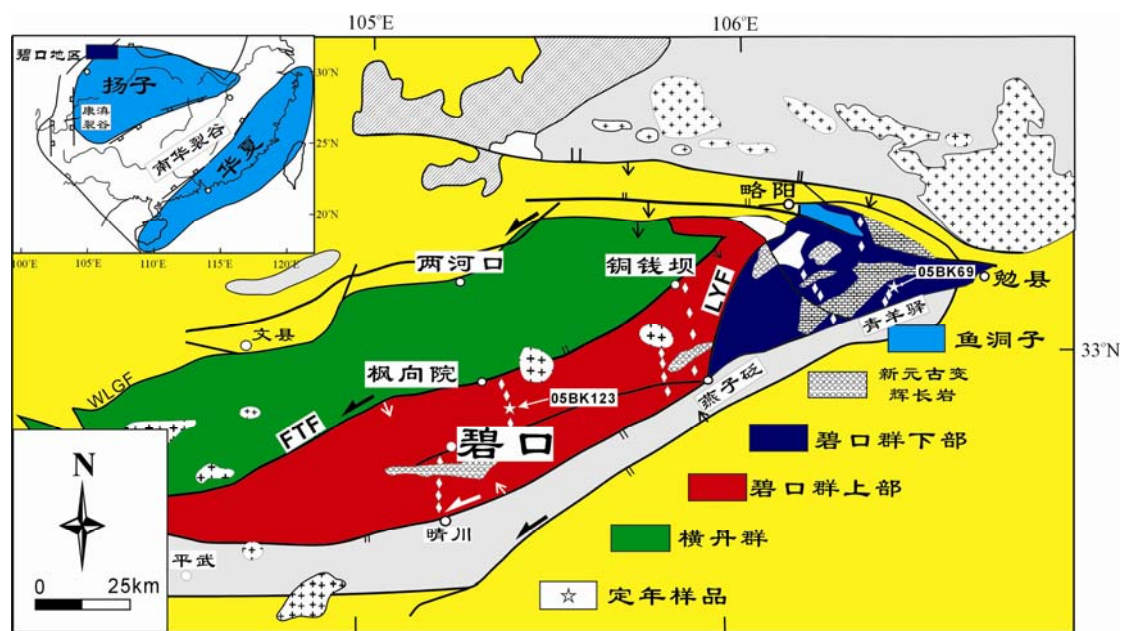 105°E
106°E
碧口地区
扬子
康滇
裂谷
南华裂谷
华夏
30°N
25°N
20°N
100°E
105°E
110°E
115°E
120°E
略阳
两河口
铜钱坝
LYF
05BK69
勉县
青羊驿
文县
鱼洞子
33°N
WLGF
枫向院
燕子砭
新元古变
辉长岩
05BK123
FTF
碧口
碧口群下部
N
碧口群上部
晴川
平武
横丹群
0
25km
定年样品